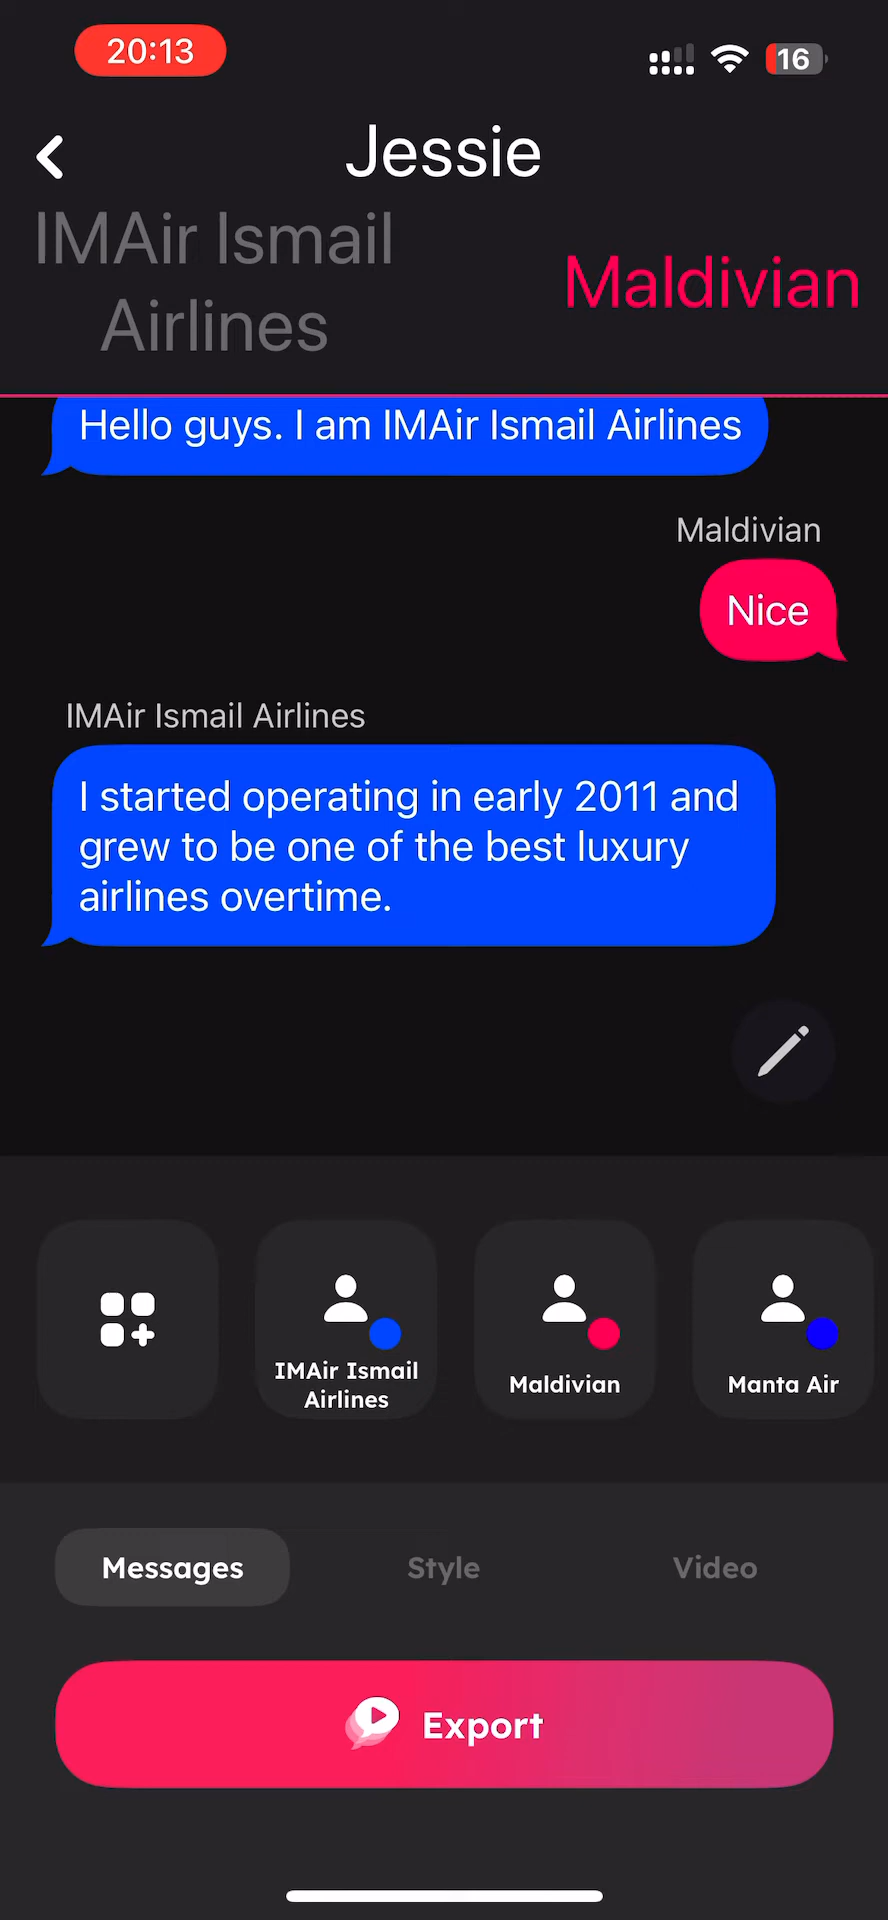 20:13
16
Jessie
IMAir Ismail
Airlines
Maldivian
Hello guys. I am IMAir Ismail Airlines
Maldivian
Nice
IMAir Ismail Airlines
I started operating in early 2011 and
grew to be one of the best luxury
airlines overtime.
IMAir Ismail
Airlines
Maldivian
Manta Air
Messages
Style
Video
Export